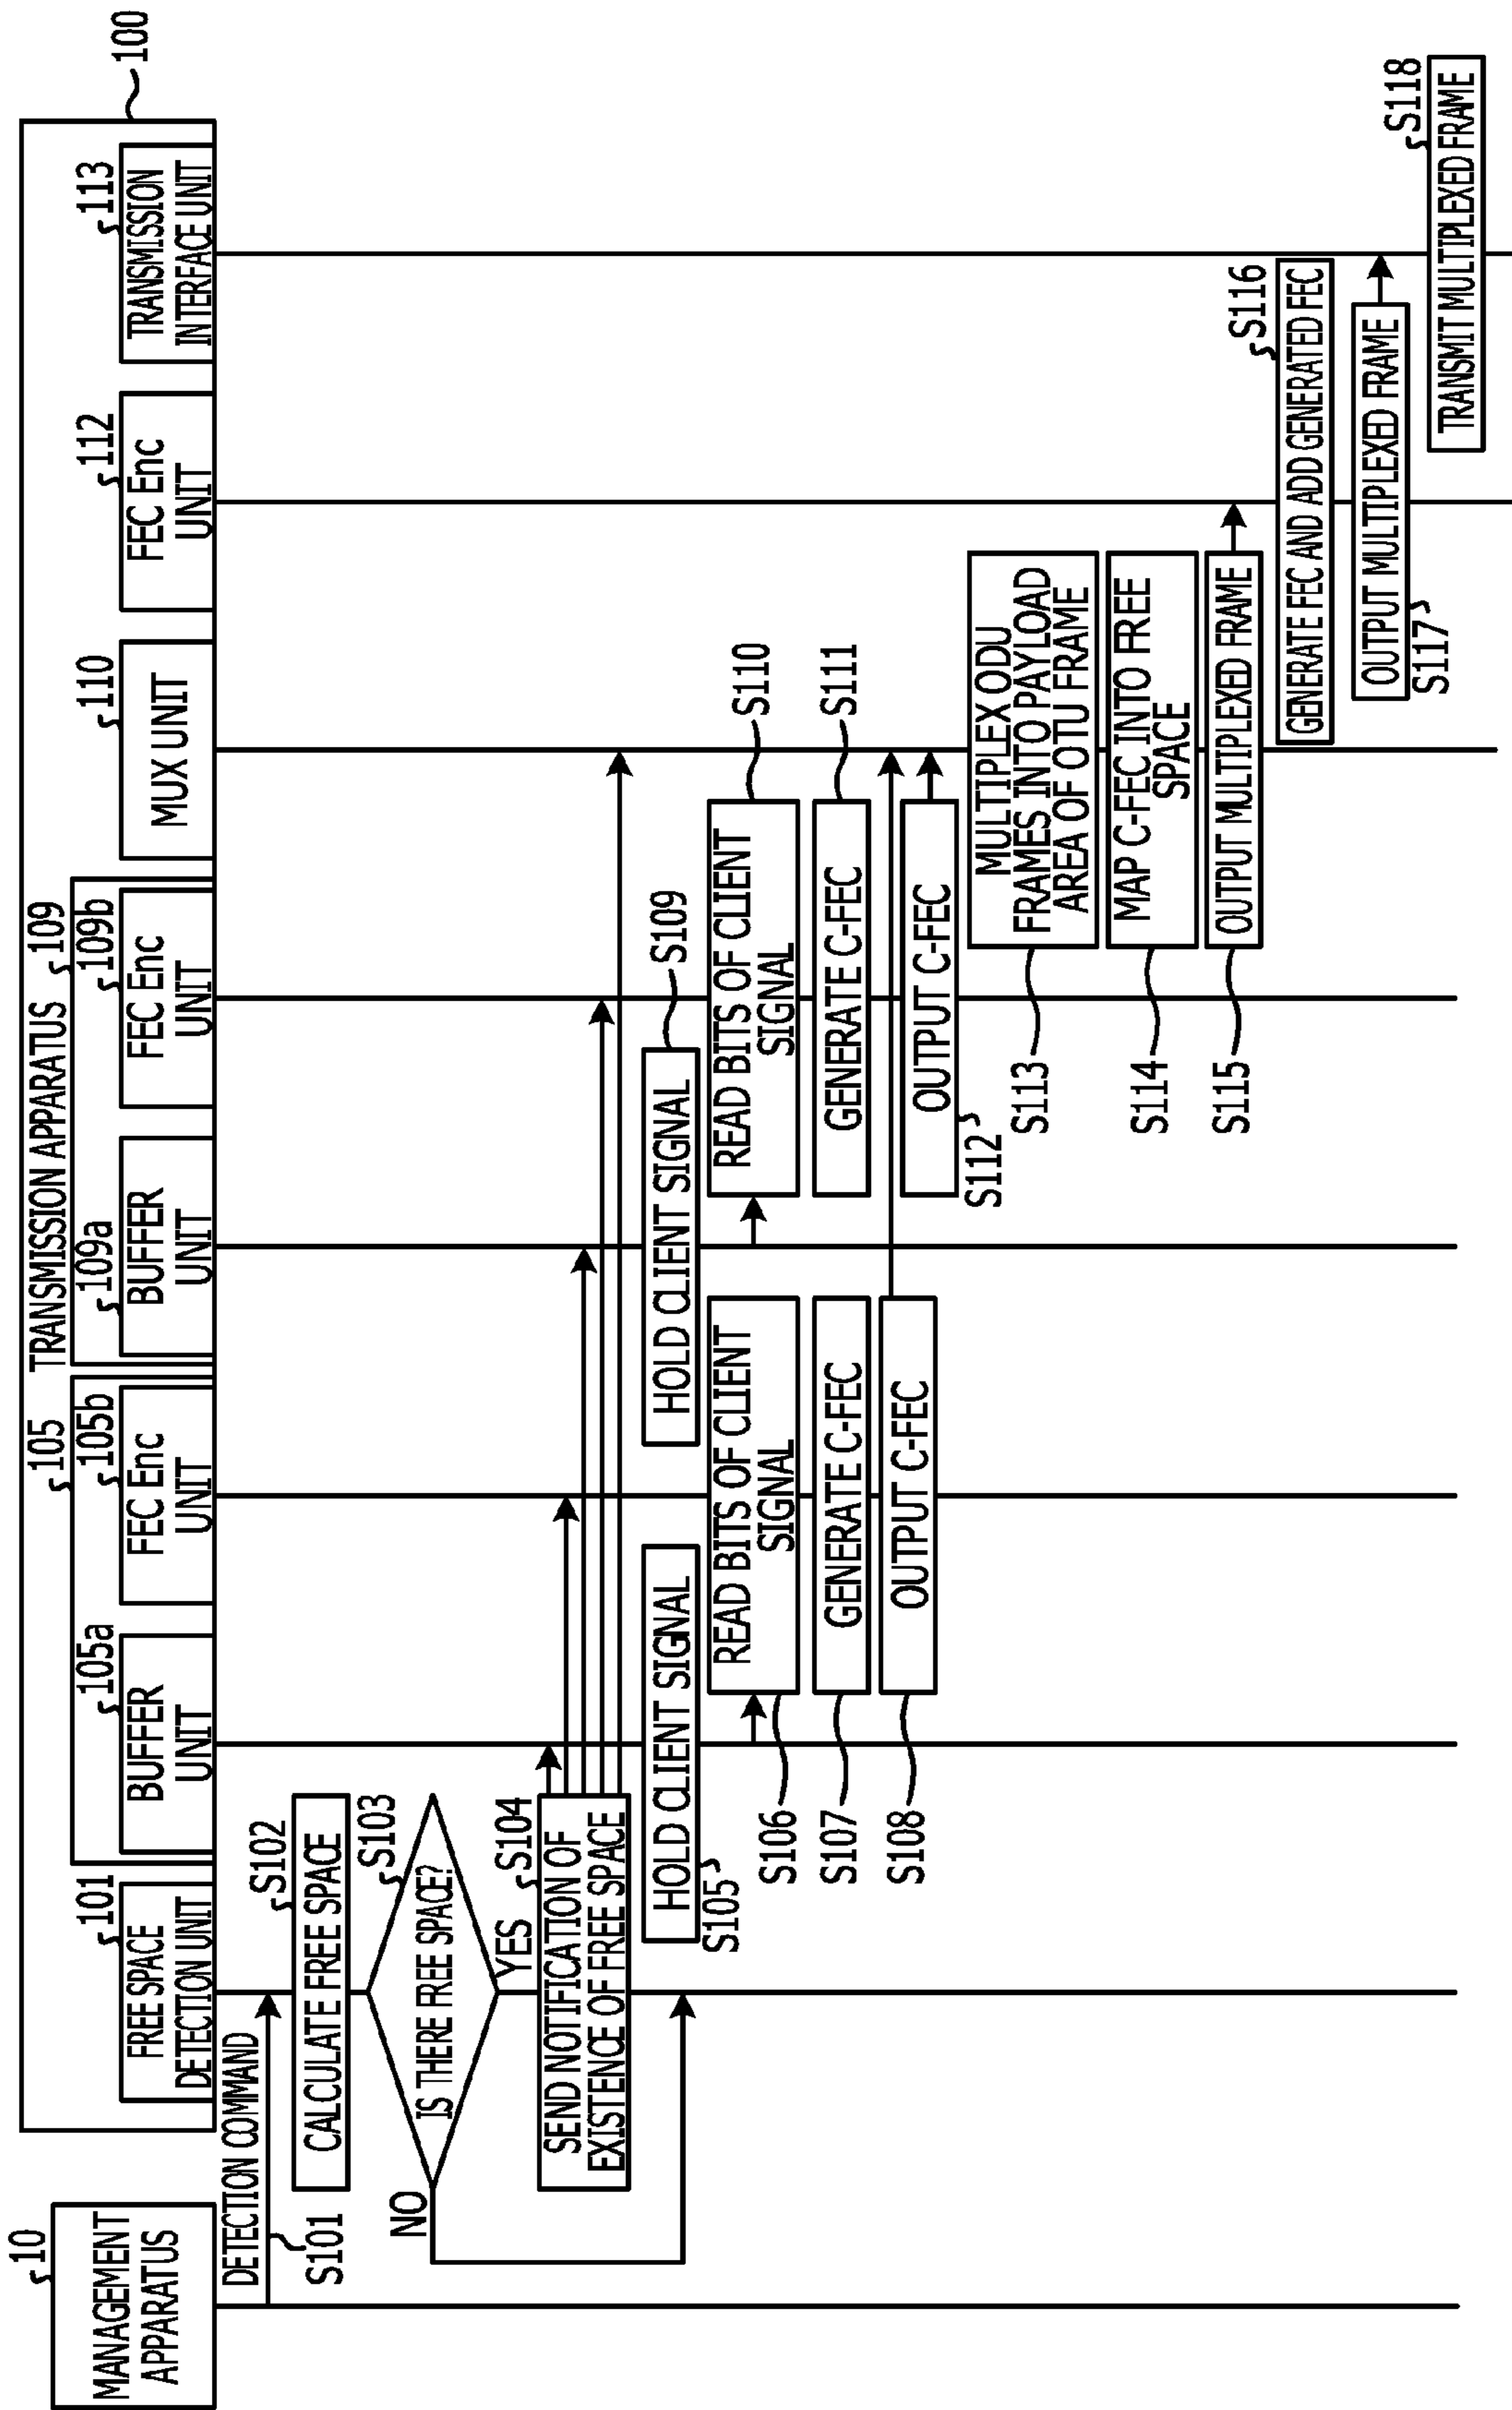 10
MANAGEMENT
APPARATUS
TRANSMISSION APPARATUS
100
101
FREE SPACE
DETECTION UNIT
105
105a
BUFFER
UNIT
105b
FEC Enc
UNIT
109
109a
BUFFER
UNIT
109b
FEC Enc
UNIT
110
MUX UNIT
112
FEC Enc
UNIT
113
TRANSMISSION
INTERFACE UNIT
DETECTION COMMAND
S101
S102
CALCULATE FREE SPACE
S103
IS THERE FREE SPACE?
NO
YES
S104
SEND NOTIFICATION OF
EXISTENCE OF FREE SPACE
HOLD CLIENT SIGNAL
S105
READ BITS OF CLIENT
SIGNAL
S106
GENERATE C-FEC
S107
OUTPUT C-FEC
S108
HOLD CLIENT SIGNAL
S109
READ BITS OF CLIENT
SIGNAL
S110
GENERATE C-FEC
S111
OUTPUT C-FEC
S112
MULTIPLEX ODU
FRAMES INTO PAYLOAD
AREA OF OTU FRAME
S113
MAP C-FEC INTO FREE
SPACE
S114
OUTPUT MULTIPLEXED FRAME
S115
S116
GENERATE FEC AND ADD GENERATED FEC
OUTPUT MULTIPLEXED FRAME
S117
S118
TRANSMIT MULTIPLEXED FRAME